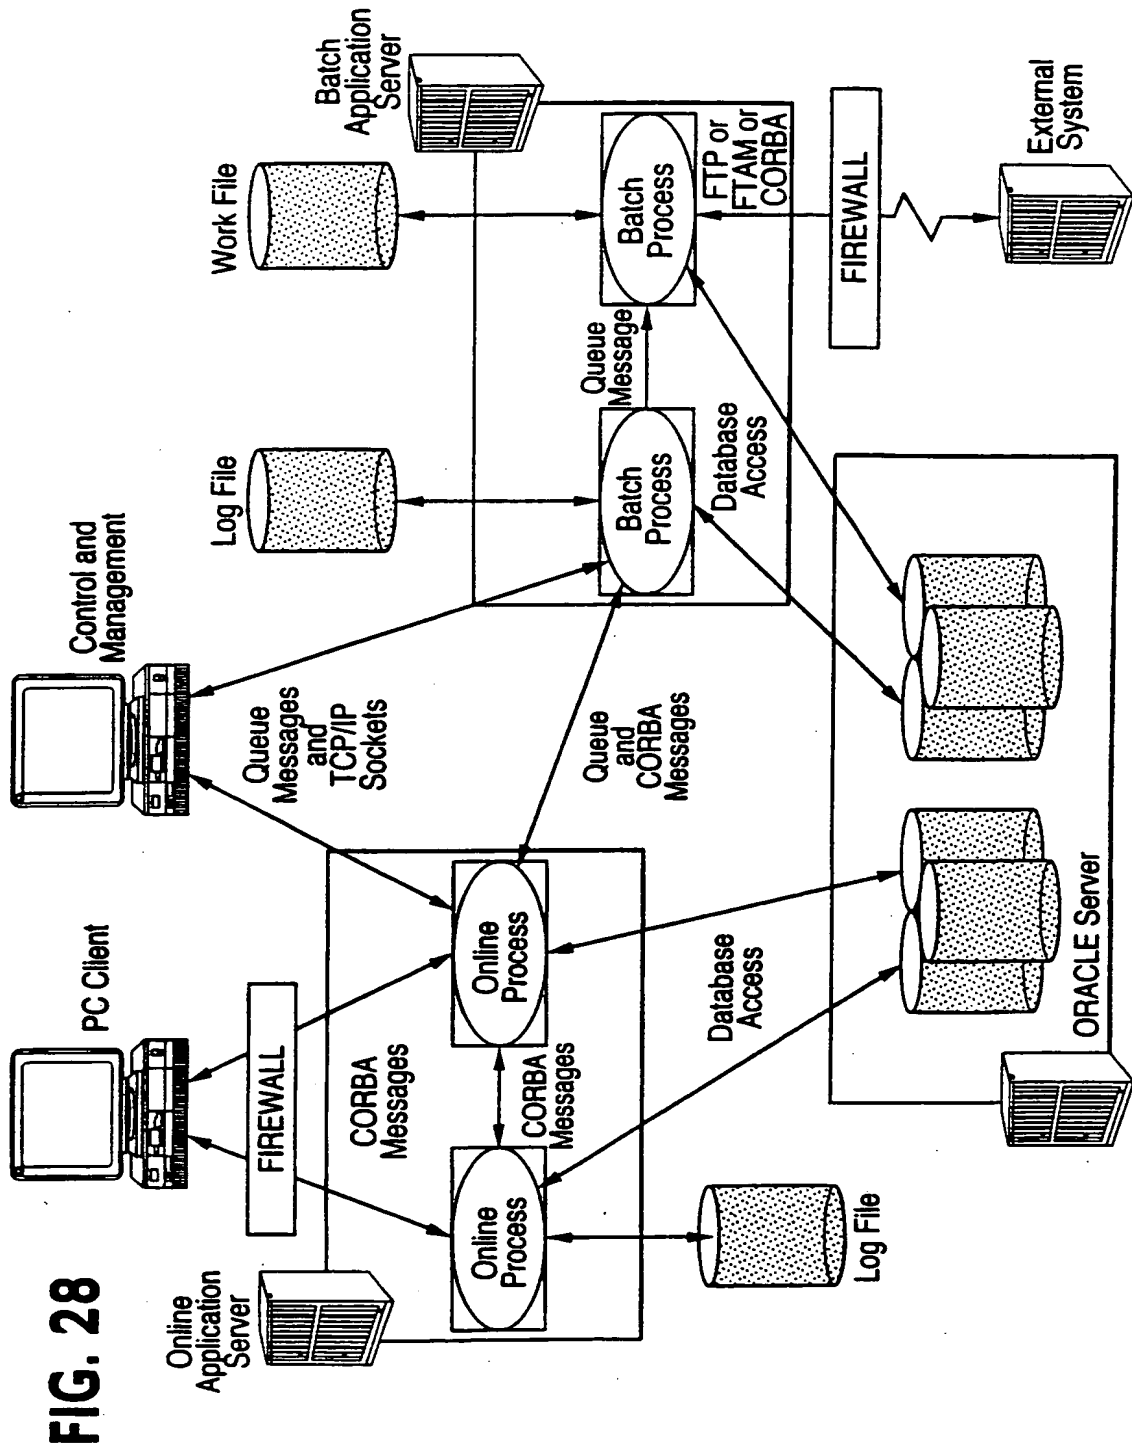 FIG. 28
Online
Application
Server
PC Client
Control and
Management
FIREWALL
CORBA
Messages
Online
Process
CORBA
Messages
Online
Process
Log File
Queue
Messages
and
TCP/IP
Sockets
Queue
and
CORBA
Messages
Database
Access
ORACLE Server
Log File
Work File
Batch
Application
Server
Batch
Process
Queue
Message
Batch
Process
Database
Access
FTP or
FTAM or
CORBA
FIREWALL
External
System